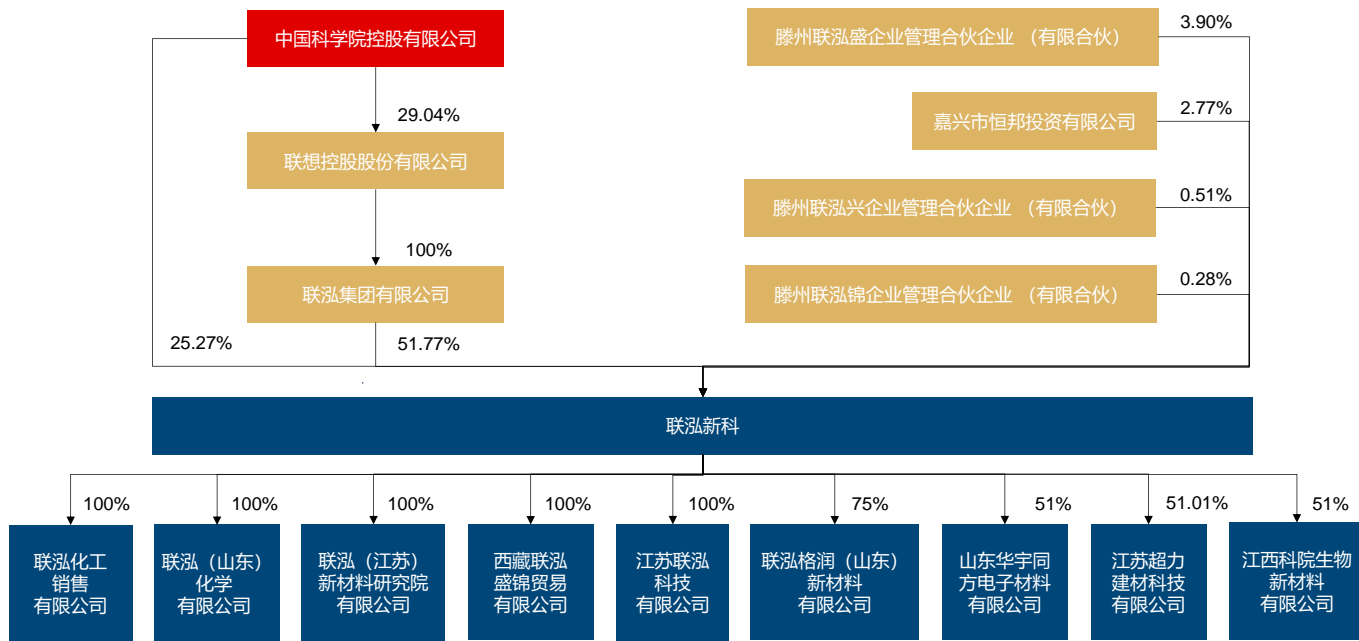 中国科学院控股有限公司
29.04%
联想控股股份有限公司
100%
联泓集团有限公司
25.27%
51.77%
滕州联泓盛企业管理合伙企业 （有限合伙）
3.90%
嘉兴市恒邦投资有限公司
2.77%
滕州联泓兴企业管理合伙企业 （有限合伙）
0.51%
滕州联泓锦企业管理合伙企业 （有限合伙）
0.28%
联泓新科
100%
联泓化工
销售
有限公司
100%
联泓（山东）
化学
有限公司
100%
联泓（江苏）
新材料研究院
有限公司
100%
西藏联泓
盛锦贸易
有限公司
100%
江苏联泓
科技
有限公司
75%
联泓格润（山东）
新材料
有限公司
51%
山东华宇同
方电子材料
有限公司
51.01%
江苏超力
建材科技
有限公司
51%
江西科院生物
新材料
有限公司